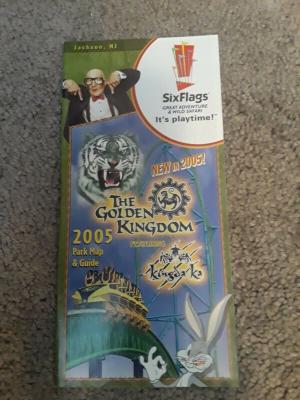 Jackson, NJ
SixFlags
GREAT ADVENTURE
& WILD SAFARI
It's playtime!™
NEW in 2005!
THE
GOLDEN
KINGDOM
FEATURING
Kingda Ka
2005
Park Map
& Guide